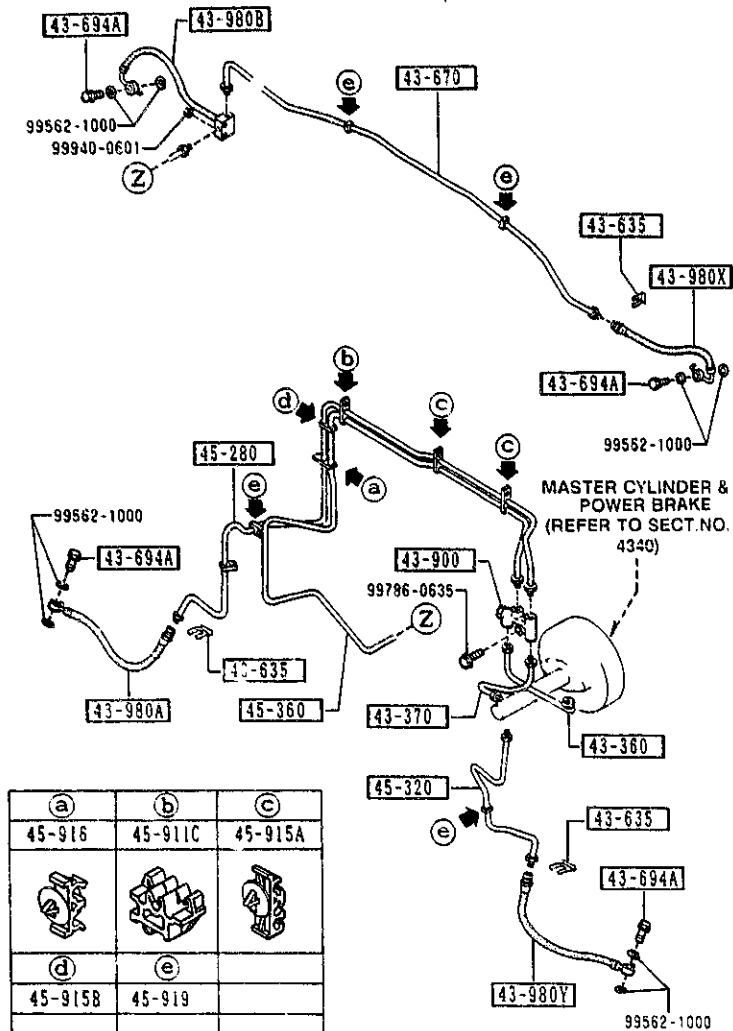 43-694A
43-980B
99562-1000
99940-0601
Z
e
43-670
e
43-635
43-980X
43-694A
99562-1000
b
d
c
c
45-280
e
a
MASTER CYLINDER &
POWER BRAKE
(REFER TO SECT.NO.
4340)
99562-1000
43-694A
43-900
99786-0635
Z
43-635
43-980A
45-360
43-370
43-360
45-320
e
43-635
43-694A
43-980Y
99562-1000
a b c
45-916 45-911C 45-915A
d e
45-915B 45-919